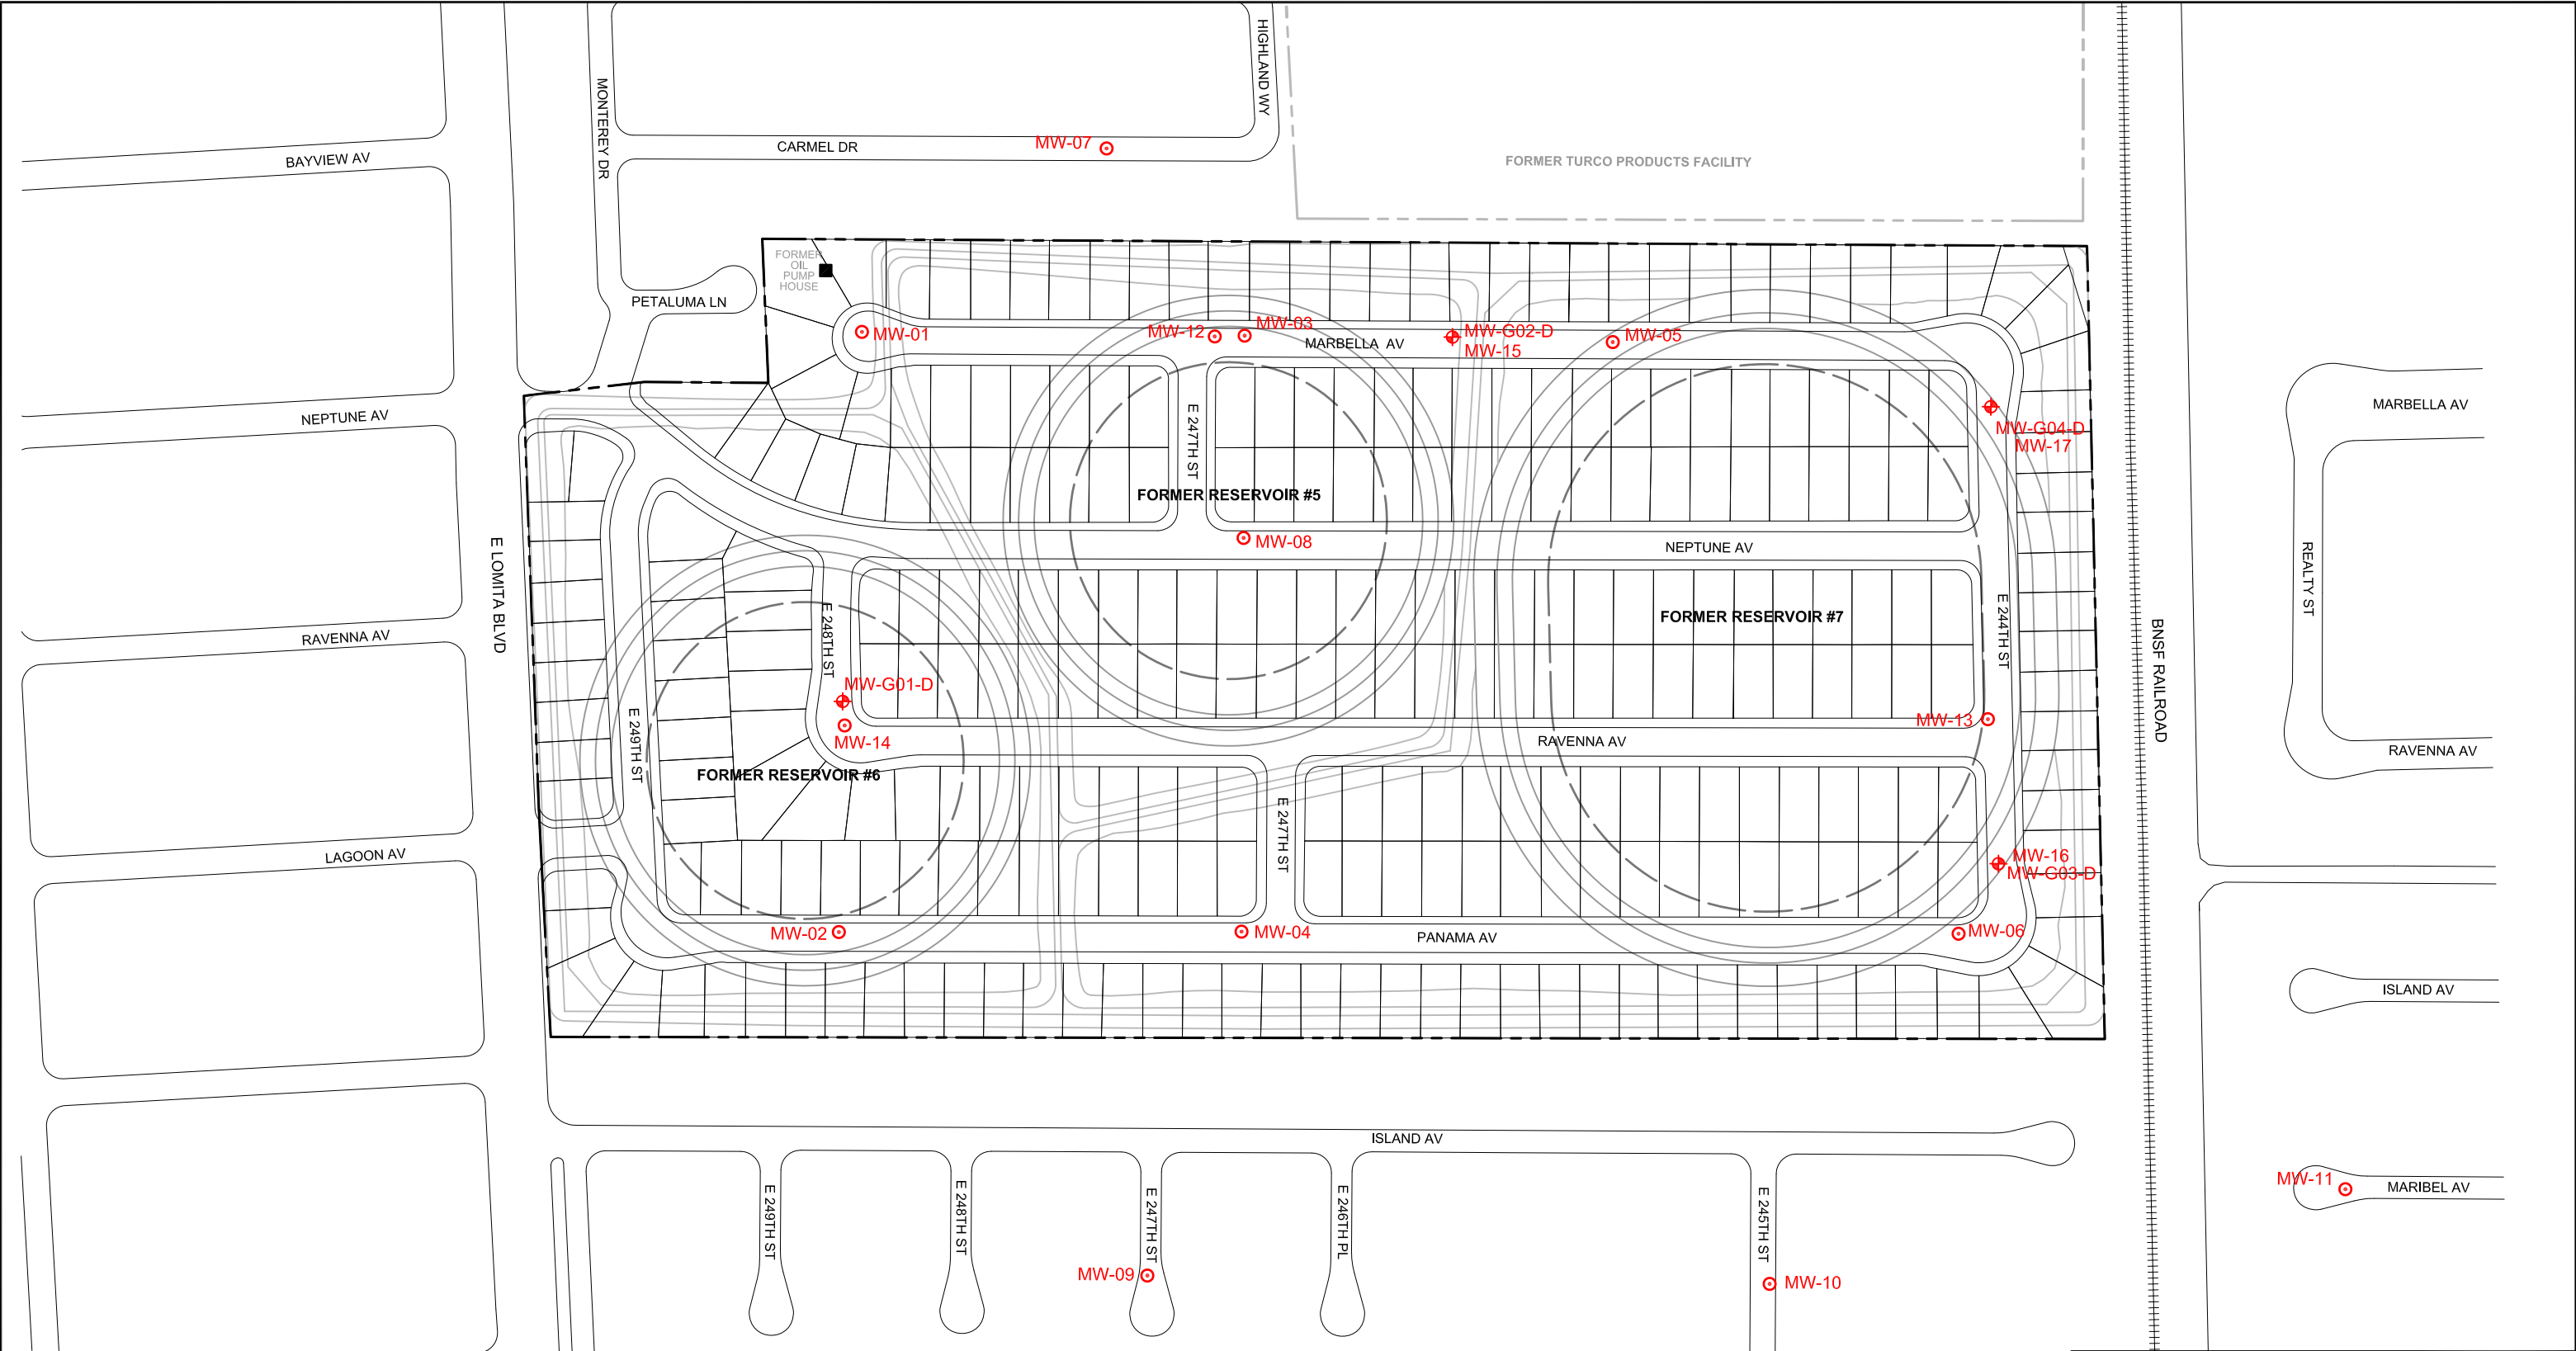 HIGHLAND WY
MONTEREY DR
CARMEL DR
MW-07
BAYVIEW AV
FORMER TURCO PRODUCTS FACILITY
FORMER
OIL
PUMP
HOUSE
PETALUMA LN
MW-01
MW-12
MW-03
MARBELLA AV
MW-G02-D
MW-15
MW-05
NEPTUNE AV
MARBELLA AV
MW-G04-D
MW-17
E 247TH ST
FORMER RESERVOIR #5
MW-08
NEPTUNE AV
E LOMITA BLVD
RAVENNA AV
E 248TH ST
FORMER RESERVOIR #7
E 244TH ST
REALTY ST
BNSF RAILROAD
MW-G01-D
MW-14
E 249TH ST
MW-13
RAVENNA AV
RAVENNA AV
FORMER RESERVOIR #6
E 247TH ST
LAGOON AV
MW-16
MW-G03-D
MW-02
MW-04
PANAMA AV
MW-06
ISLAND AV
ISLAND AV
E 249TH ST
E 248TH ST
E 247TH ST
E 246TH PL
E 245TH ST
MW-11
MARIBEL AV
MW-09
MW-10